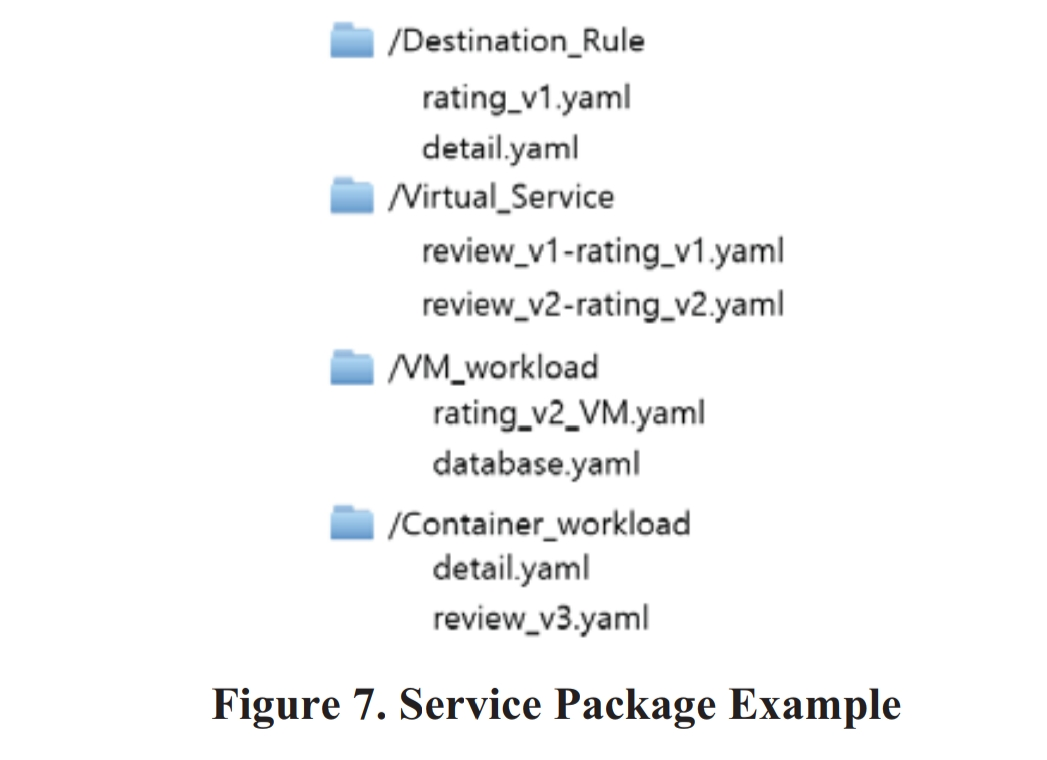 /Destination_Rule
rating_v1.yaml
detail.yaml
/Virtual_Service
review_v1-rating_v1.yaml
review_v2-rating_v2.yaml
/VM_workload
rating_v2_VM.yaml
database.yaml
/Container_workload
detail.yaml
review_v3.yaml
Figure 7. Service Package Example